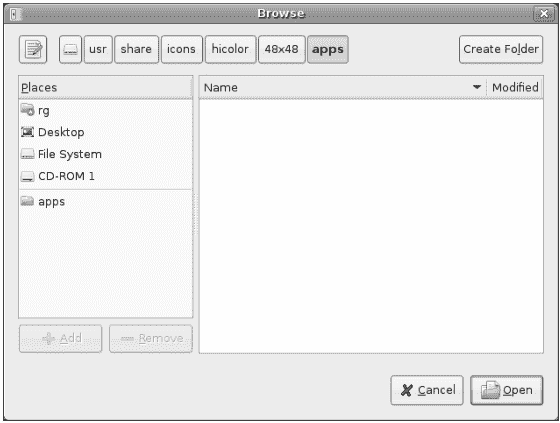 Browse
usr share icons hicolor 48x48 apps Create Folder
Places
Name Modified
rg
Desktop
File System
CD-ROM 1
apps
Add Remove
Cancel Open